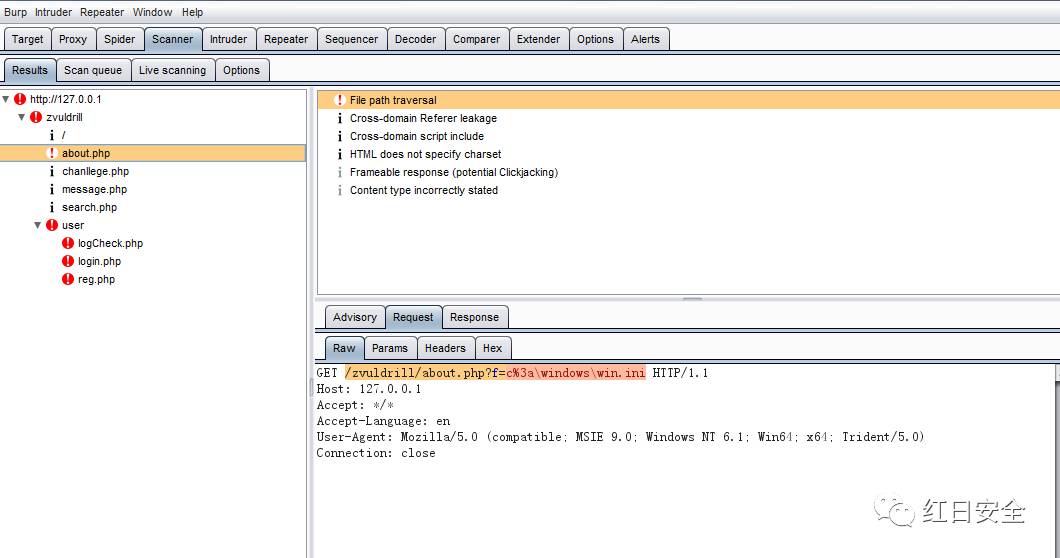 Burp Intruder Repeater Window Help
Target Proxy Spider Scanner Intruder Repeater Sequencer Decoder Comparer Extender Options Alerts
Results Scan queue Live scanning Options
http://127.0.0.1
zvuldrill
/
about.php
chanllege.php
message.php
search.php
user
logCheck.php
login.php
reg.php
File path traversal
Cross-domain Referer leakage
Cross-domain script include
HTML does not specify charset
Frameable response (potential Clickjacking)
Content type incorrectly stated
Advisory Request Response
Raw Params Headers Hex
GET /zvuldrill/about.php?f=c%3a\windows\win.ini HTTP/1.1
Host: 127.0.0.1
Accept: */*
Accept-Language: en
User-Agent: Mozilla/5.0 (compatible; MSIE 9.0; Windows NT 6.1; Win64; x64; Trident/5.0)
Connection: close
红日安全